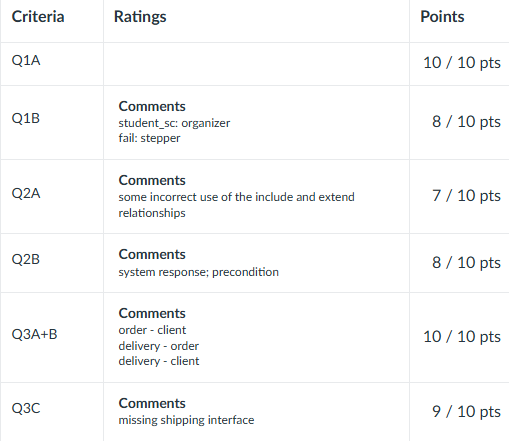 Criteria Ratings Points
Q1A 10 / 10 pts
Q1B
Comments
student_sc: organizer
fail: stepper
8 / 10 pts
Q2A
Comments
some incorrect use of the include and extend
relationships
7 / 10 pts
Q2B
Comments
system response; precondition
8 / 10 pts
Q3A+B
Comments
order - client
delivery - order
delivery - client
10 / 10 pts
Q3C
Comments
missing shipping interface
9 / 10 pts